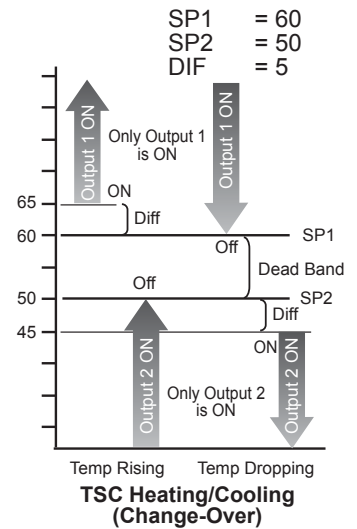 SP1 = 60
SP2 = 50
DIF = 5
Output 1 ON
Output 1 ON
Only Output 1
is ON
ON
65
Diff
60
SP1
Off
Dead Band
Off
50
SP2
Diff
45
ON
Output 2 ON
Output 2 ON
Only Output 2
is ON
Temp Rising Temp Dropping
TSC Heating/Cooling
(Change-Over)